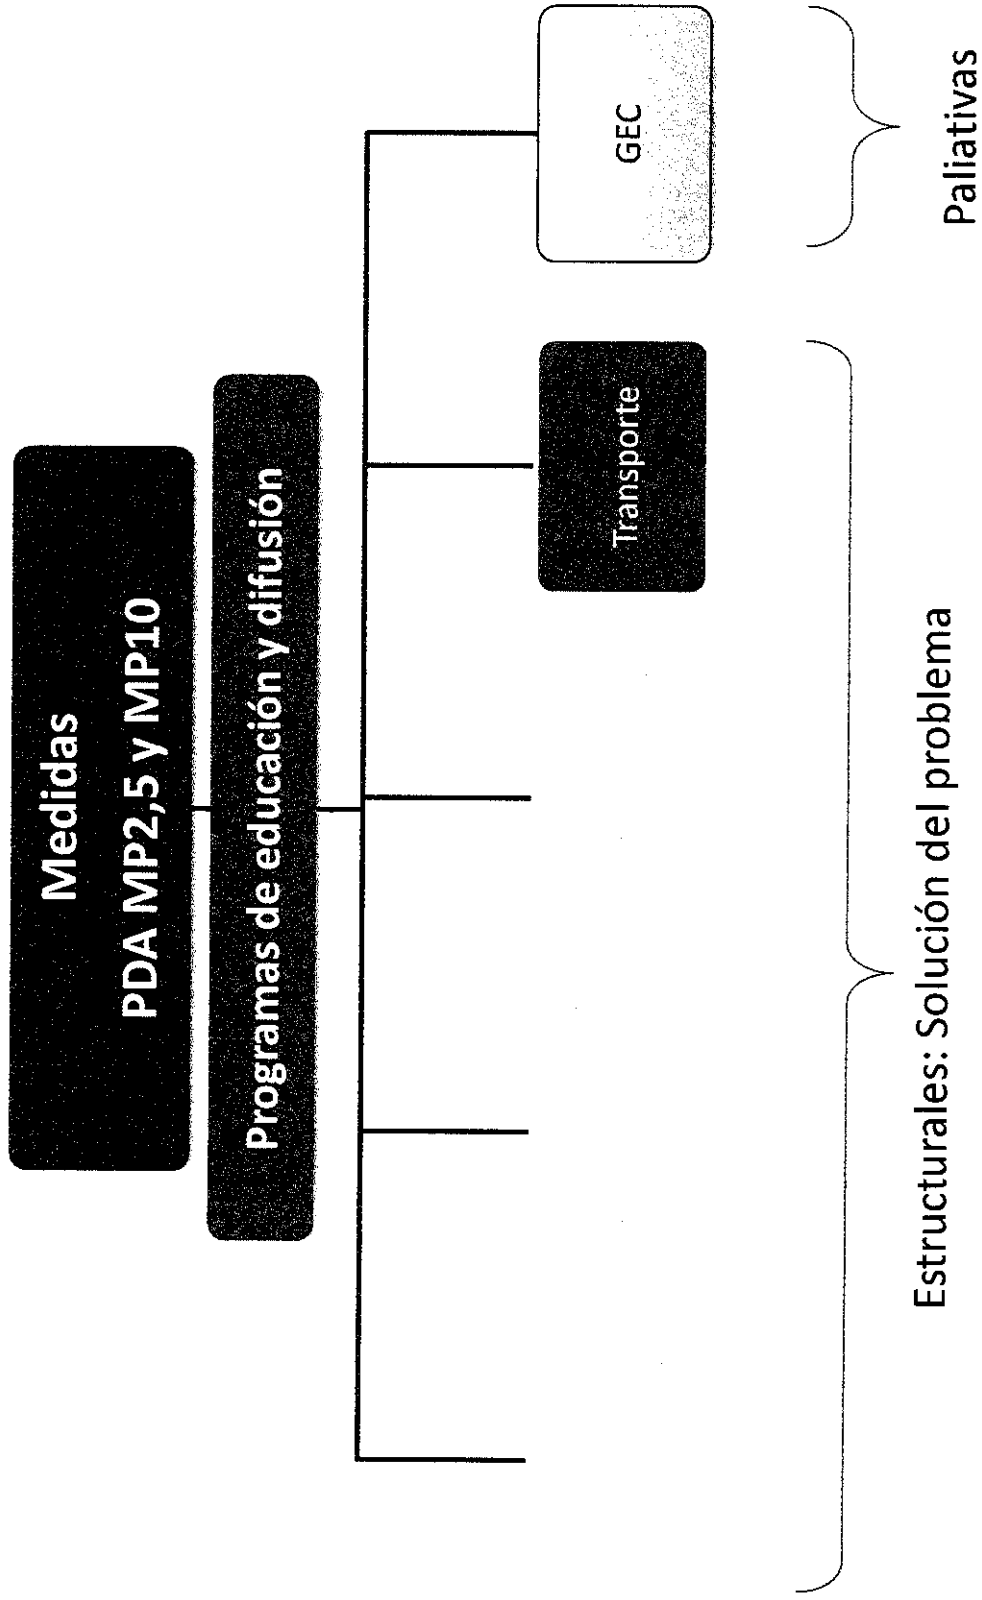 Medidas
PDA MP2,5 y MP10
Programas de educación y difusión
Transporte
GEC
Estructurales: Solución del problema
Paliativas